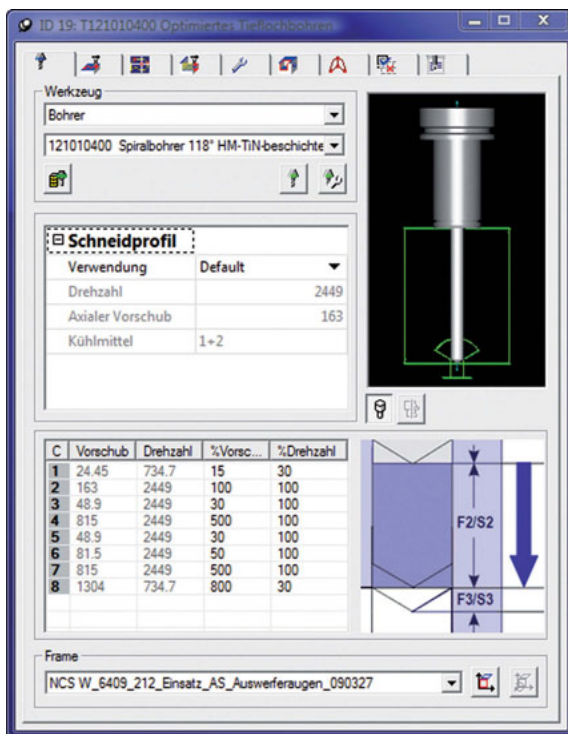 ID 19: T121010400 Optimiertes Tieflochbohren
Werkzeug
Bohrer
121010400 Spiralbohrer 118° HM-TiN-beschichte
Schneidprofil
Verwendung Default
Drehzahl 2449
Axialer Vorschub 163
Kühlmittel 1+2
C Vorschub Drehzahl %Vorsc... %Drehzahl
1 24.45 734.7 15 30
2 163 2449 100 100
3 48.9 2449 30 100
4 815 2449 500 100
5 48.9 2449 30 100
6 81.5 2449 50 100
7 815 2449 500 100
8 1304 734.7 800 30
F2/S2
F3/S3
Frame
NCS W_6409_212_Einsatz_AS_Auswerferaugen_090327